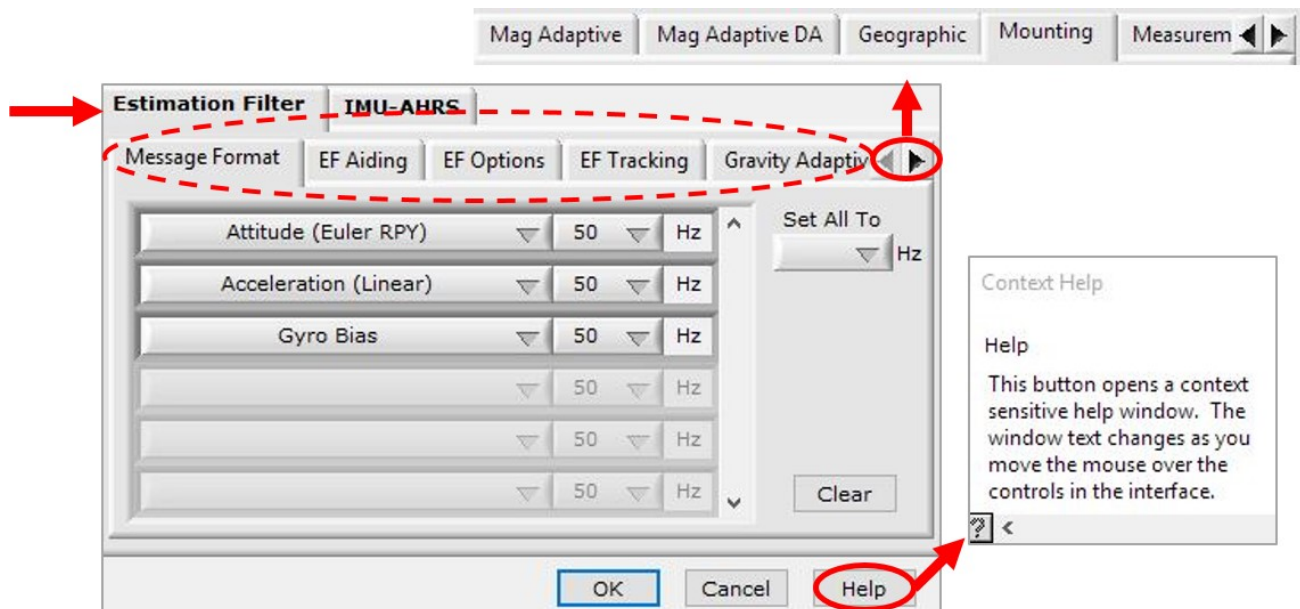 Mag Adaptive Mag Adaptive DA Geographic Mounting Measurem
Estimation Filter IMU-AHRS
Message Format EF Aiding EF Options EF Tracking Gravity Adaptiv
Attitude (Euler RPY) 50 Hz
Acceleration (Linear) 50 Hz
Gyro Bias 50 Hz
50 Hz
50 Hz
50 Hz
Set All To
Hz
Clear
OK Cancel Help
Context Help
Help
This button opens a context
sensitive help window. The
window text changes as you
move the mouse over the
controls in the interface.
? <